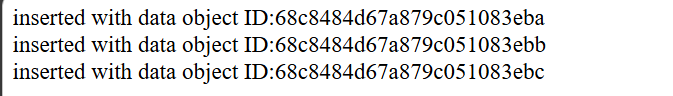 inserted with data object ID:68c8484d67a879c051083eba
inserted with data object ID:68c8484d67a879c051083ebb
inserted with data object ID:68c8484d67a879c051083ebc